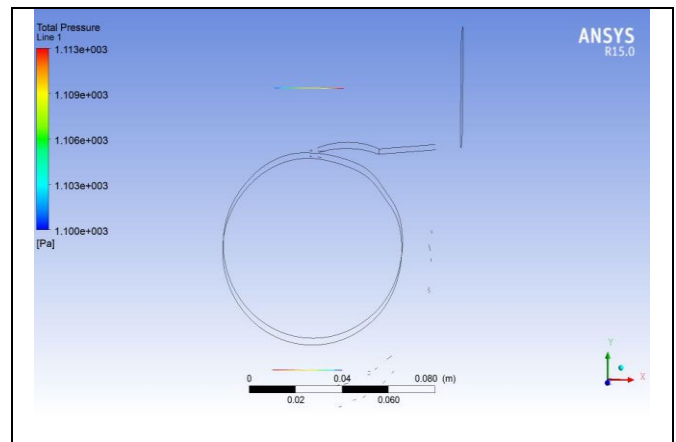 Total Pressure
Line 1
1.113e+003
1.109e+003
1.106e+003
1.103e+003
1.100e+003
[Pa]
ANSYS
R15.0
0 0.04 0.080 (m)
0.02 0.060
Y
X